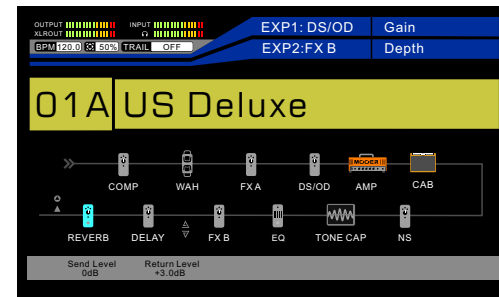 OUTPUT INPUT EXP1: DS/OD Gain
XLROUT
BPM 120.0 50% TRAIL OFF EXP2:FX B Depth
01A US Deluxe
MOOER
COMP WAH FX A DS/OD AMP CAB
REVERB DELAY FX B EQ TONE CAP NS
Send Level Return Level
0dB +3.0dB